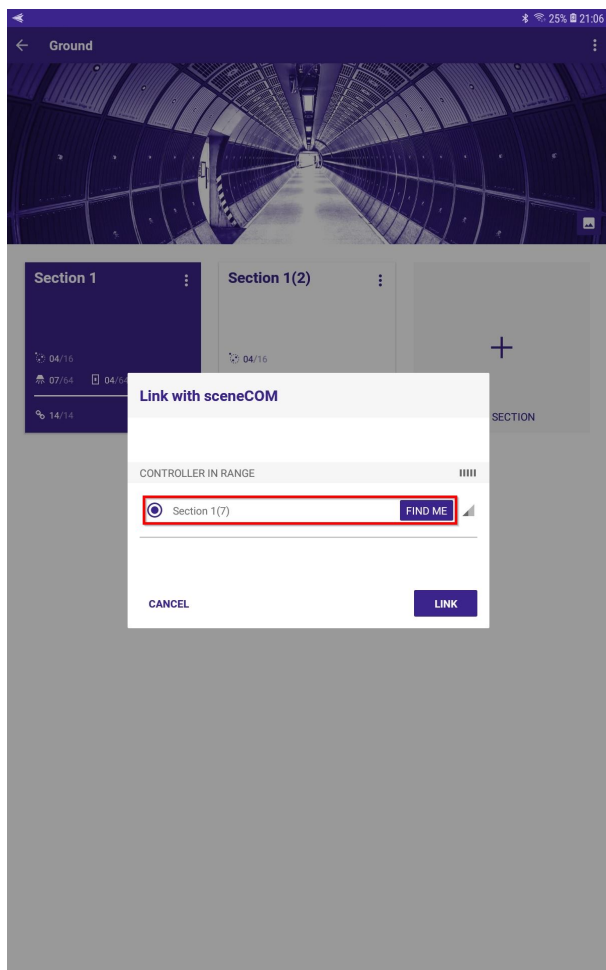 25% 21:06
Ground
Section 1
Section 1(2)
04/16
04/16
07/64 04/64
14/14
SECTION
Link with sceneCOM
CONTROLLER IN RANGE
Section 1(7) FIND ME
CANCEL LINK